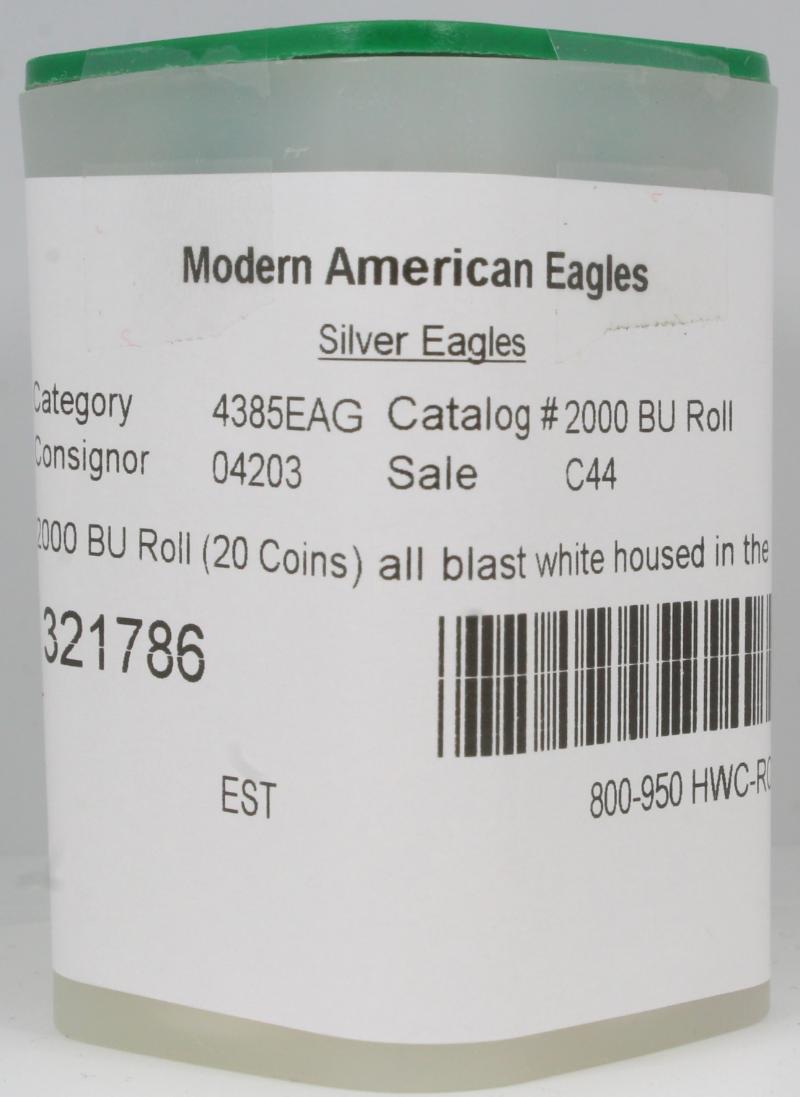 Modern American Eagles
Silver Eagles
Category 4385EAG Catalog # 2000 BU Roll
Consignor 04203 Sale C44
2000 BU Roll (20 Coins) all blast white housed in the
321786
EST 800-950 HWC-RC